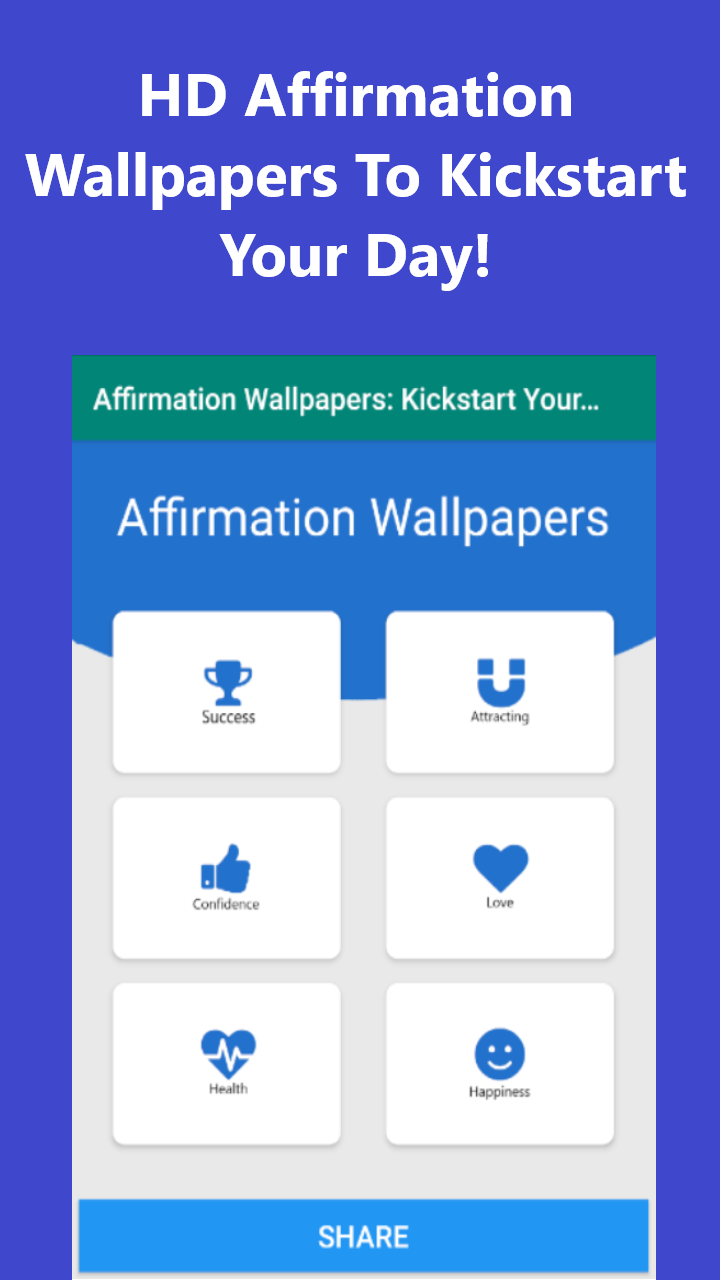 HD Affirmation
Wallpapers To Kickstart
Your Day!
Affirmation Wallpapers: Kickstart Your...
Affirmation Wallpapers
Success
Attracting
Confidence
Love
Health
Happiness
SHARE